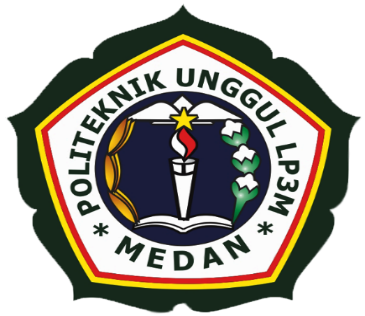 POLITEKNIK UNGGUL LP3M
* MEDAN *